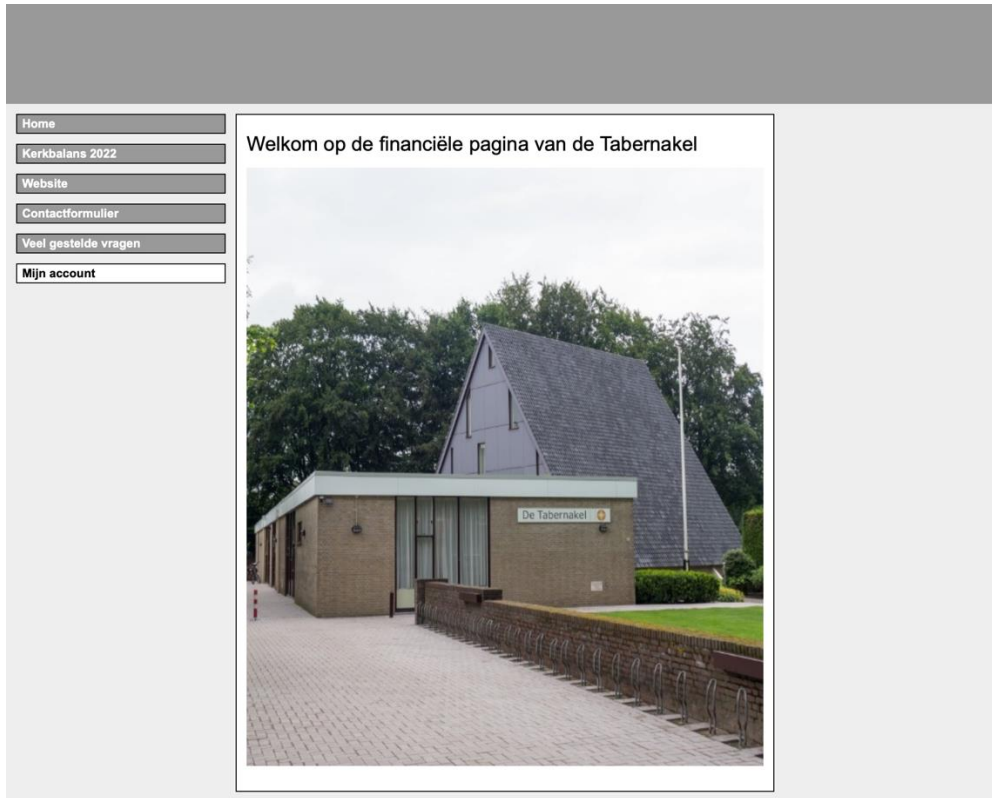 Home
Kerkbalans 2022
Website
Contactformulier
Veel gestelde vragen
Mijn account
Welkom op de financiële pagina van de Tabernakel
De Tabernakel